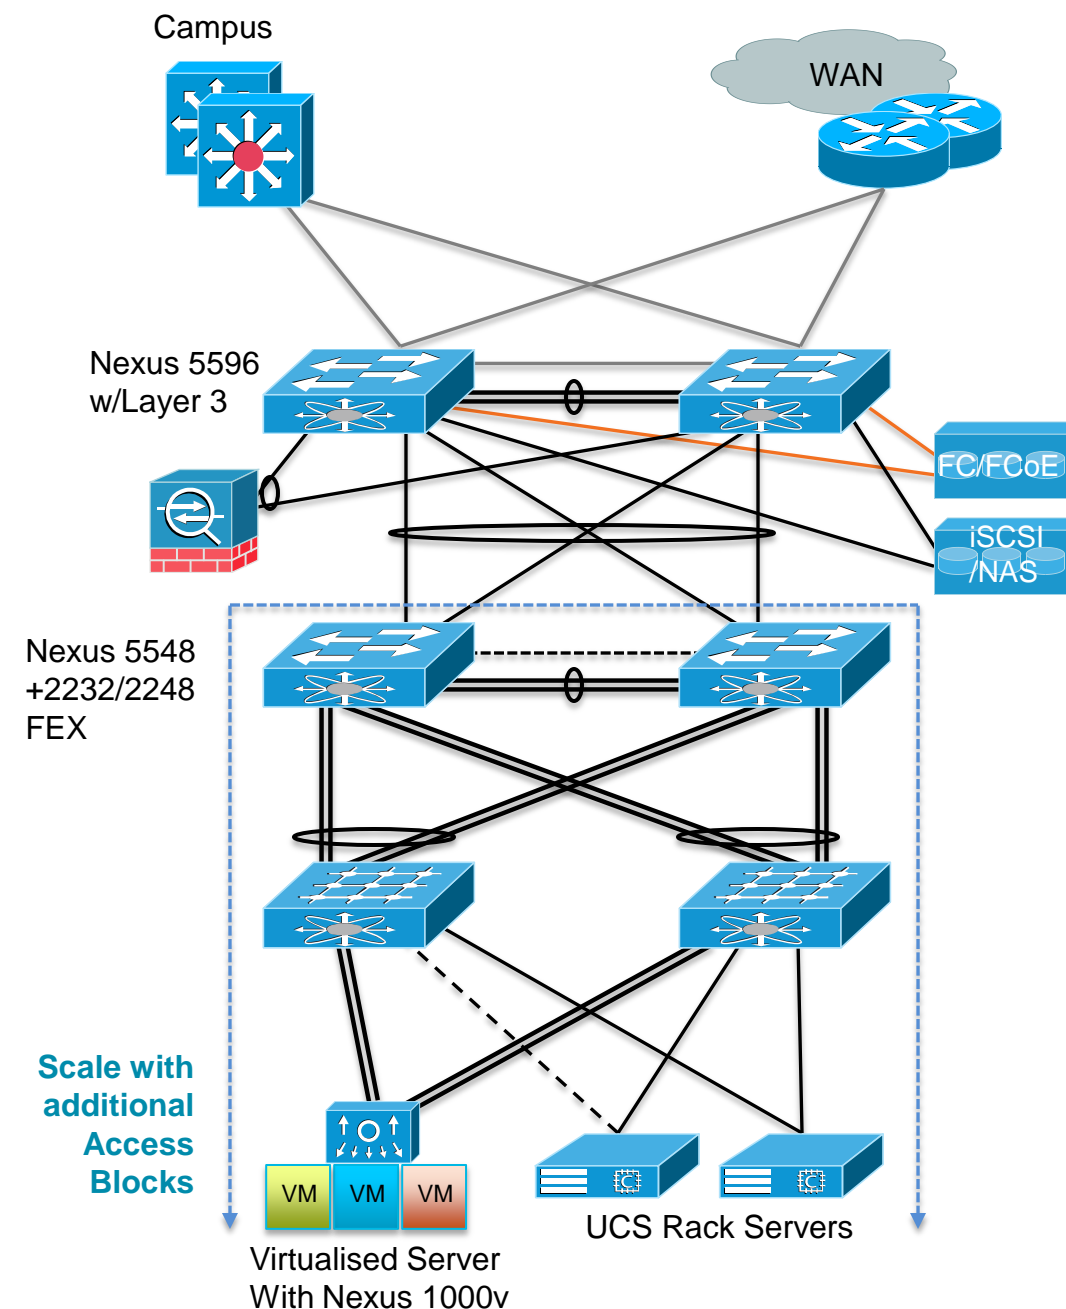 Campus
WAN
Nexus 5596
w/Layer 3
FC/FCoE
iSCSI
/NAS
Nexus 5548
+2232/2248
FEX
Scale with
additional
Access
Blocks
VM
VM
VM
C
C
UCS Rack Servers
Virtualised Server
With Nexus 1000v